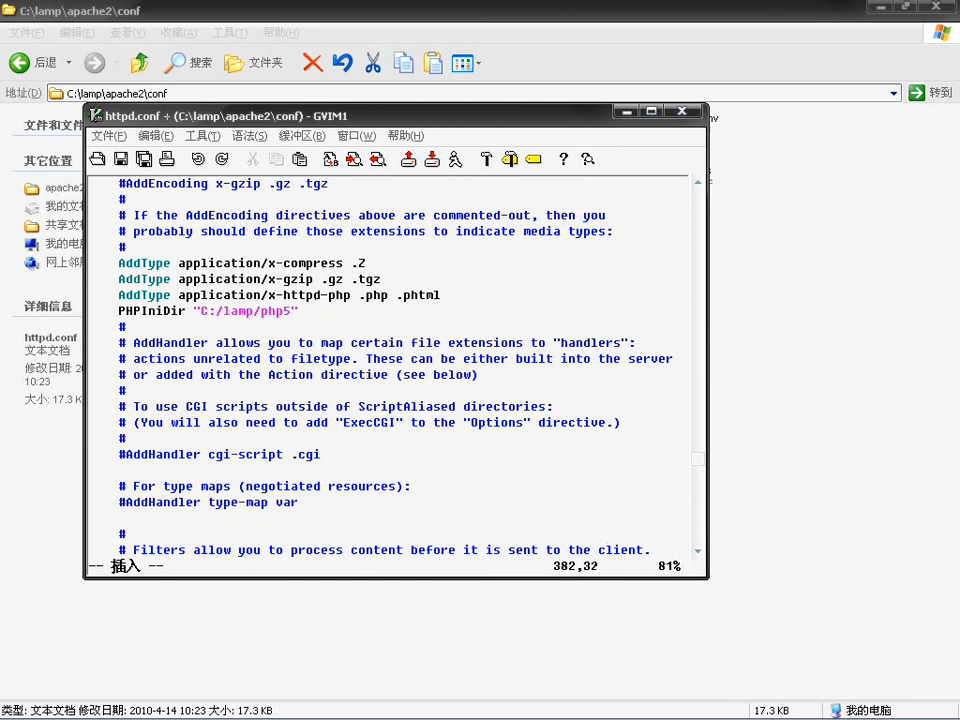 C:\lamp\apache2\conf
文件(F) 编辑(E) 查看(V) 收藏(A) 工具(T) 帮助(H)
后退 搜索 文件夹
地址(D) C:\lamp\apache2\conf 转到
httpd.conf + (C:\lamp\apache2\conf) - GVIM1
文件(F) 编辑(E) 工具(T) 语法(S) 缓冲区(B) 窗口(W) 帮助(H)
文件和文件
其它位置
apache2
我的文
共享文
我的电
网上邻
详细信息
httpd.conf
文本文档
修改日期: 20
10:23
大小: 17.3 K
#AddEncoding x-gzip .gz .tgz
#
# If the AddEncoding directives above are commented-out, then you
# probably should define those extensions to indicate media types:
#
AddType application/x-compress .Z
AddType application/x-gzip .gz .tgz
AddType application/x-httpd-php .php .phtml
PHPIniDir "C:/lamp/php5"
#
# AddHandler allows you to map certain file extensions to "handlers":
# actions unrelated to filetype. These can be either built into the server
# or added with the Action directive (see below)
#
# To use CGI scripts outside of ScriptAliased directories:
# (You will also need to add "ExecCGI" to the "Options" directive.)
#
#AddHandler cgi-script .cgi
# For type maps (negotiated resources):
#AddHandler type-map var
#
# Filters allow you to process content before it is sent to the client.
-- 插入 -- 382,32 81%
类型: 文本文档 修改日期: 2010-4-14 10:23 大小: 17.3 KB 17.3 KB 我的电脑